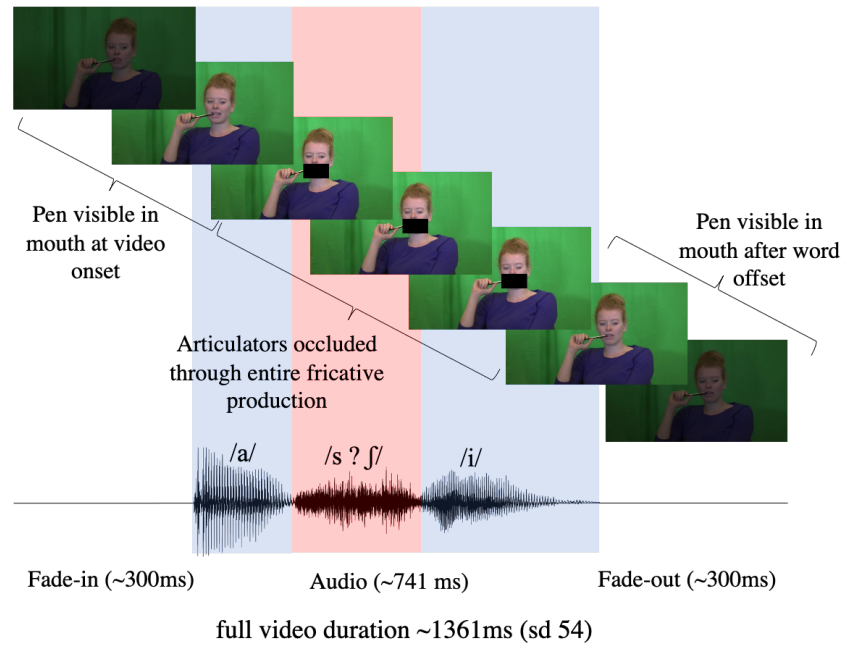 Pen visible in
mouth at video
onset
Pen visible in
mouth after word
offset
Articulators occluded
through entire fricative
production
/a/
/s ? ʃ/
/i/
Fade-in (~300ms)
Audio (~741 ms)
Fade-out (~300ms)
full video duration ~1361ms (sd 54)